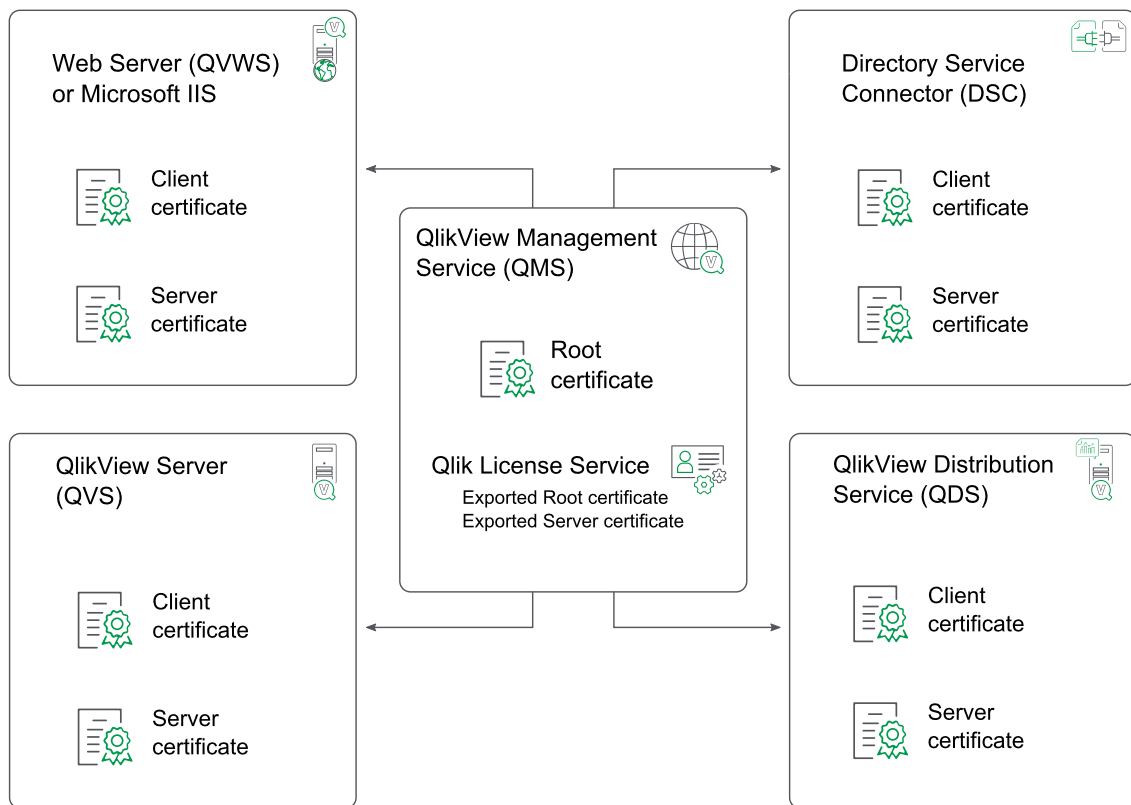 Web Server (QVWS)
or Microsoft IIS
Client
certificate
Server
certificate
Directory Service
Connector (DSC)
Client
certificate
Server
certificate
QlikView Management
Service (QMS)
Root
certificate
Qlik License Service
Exported Root certificate
Exported Server certificate
QlikView Server
(QVS)
Client
certificate
Server
certificate
QlikView Distribution
Service (QDS)
Client
certificate
Server
certificate